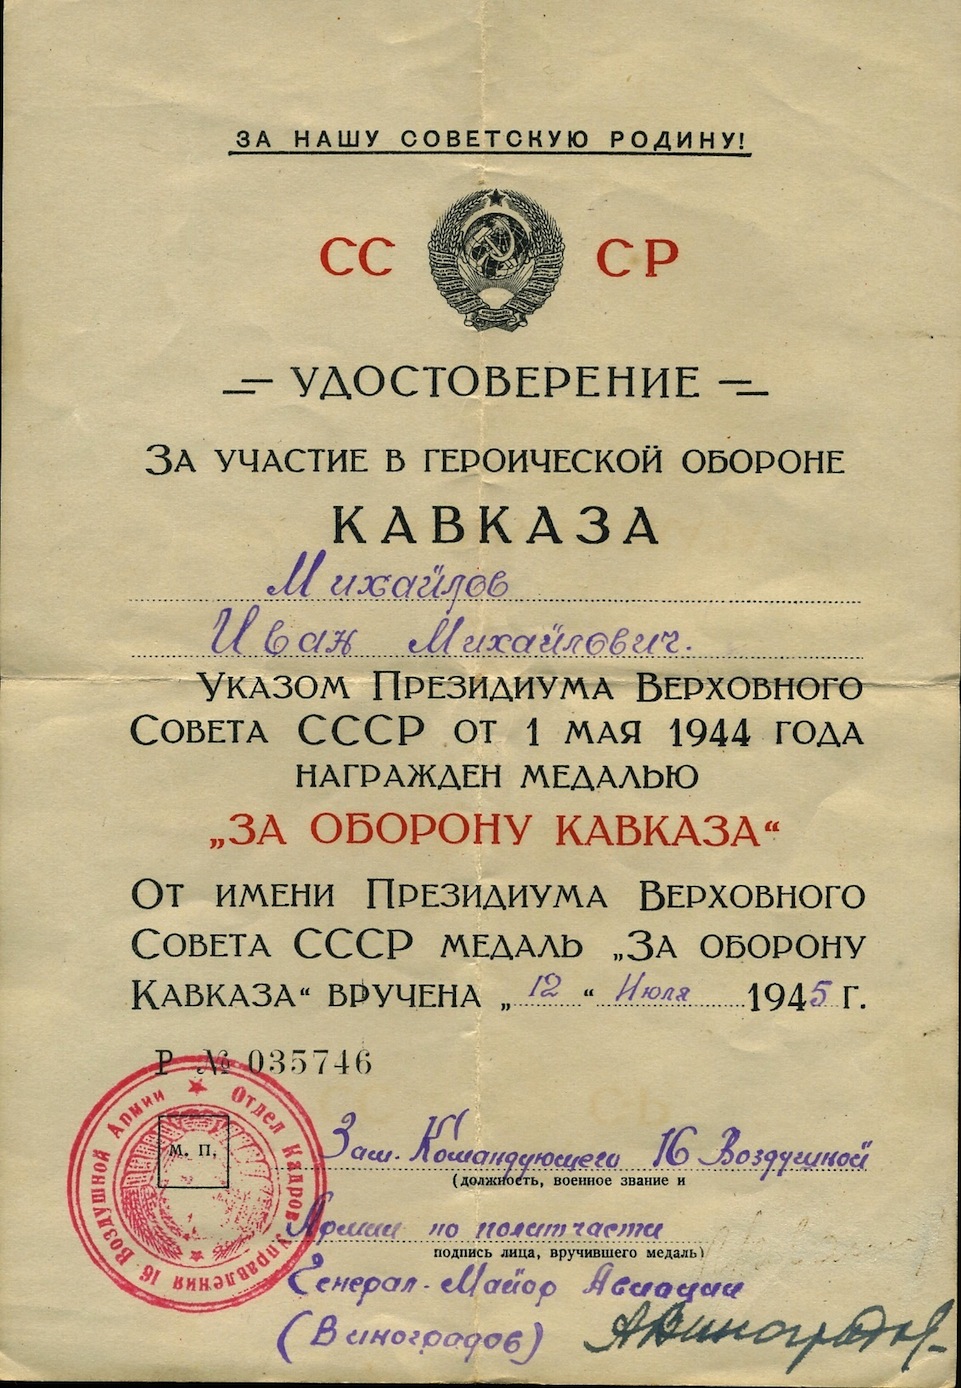 ЗА НАШУ СОВЕТСКУЮ РОДИНУ!
СССР
УДОСТОВЕРЕНИЕ
ЗА УЧАСТИЕ В ГЕРОИЧЕСКОЙ ОБОРОНЕ
КАВКАЗА
Михайлов
Иван Михайлович.
УКАЗОМ ПРЕЗИДИУМА ВЕРХОВНОГО
СОВЕТА СССР ОТ 1 МАЯ 1944 ГОДА
НАГРАЖДЕН МЕДАЛЬЮ
„ЗА ОБОРОНУ КАВКАЗА“
ОТ ИМЕНИ ПРЕЗИДИУМА ВЕРХОВНОГО
СОВЕТА СССР МЕДАЛЬ „ЗА ОБОРОНУ
КАВКАЗА“ ВРУЧЕНА „12“ Июля 1945 Г.
Р № 035746
Отдел Кадров Управления 16 Воздушной Армии
М. П.
Зам. Командующего 16 Воздушной
(должность, военное звание и
Армии по политчасти
подпись лица, вручившего медаль)
Генерал-Майор Авиации
(Виноградов)
АВиноградов